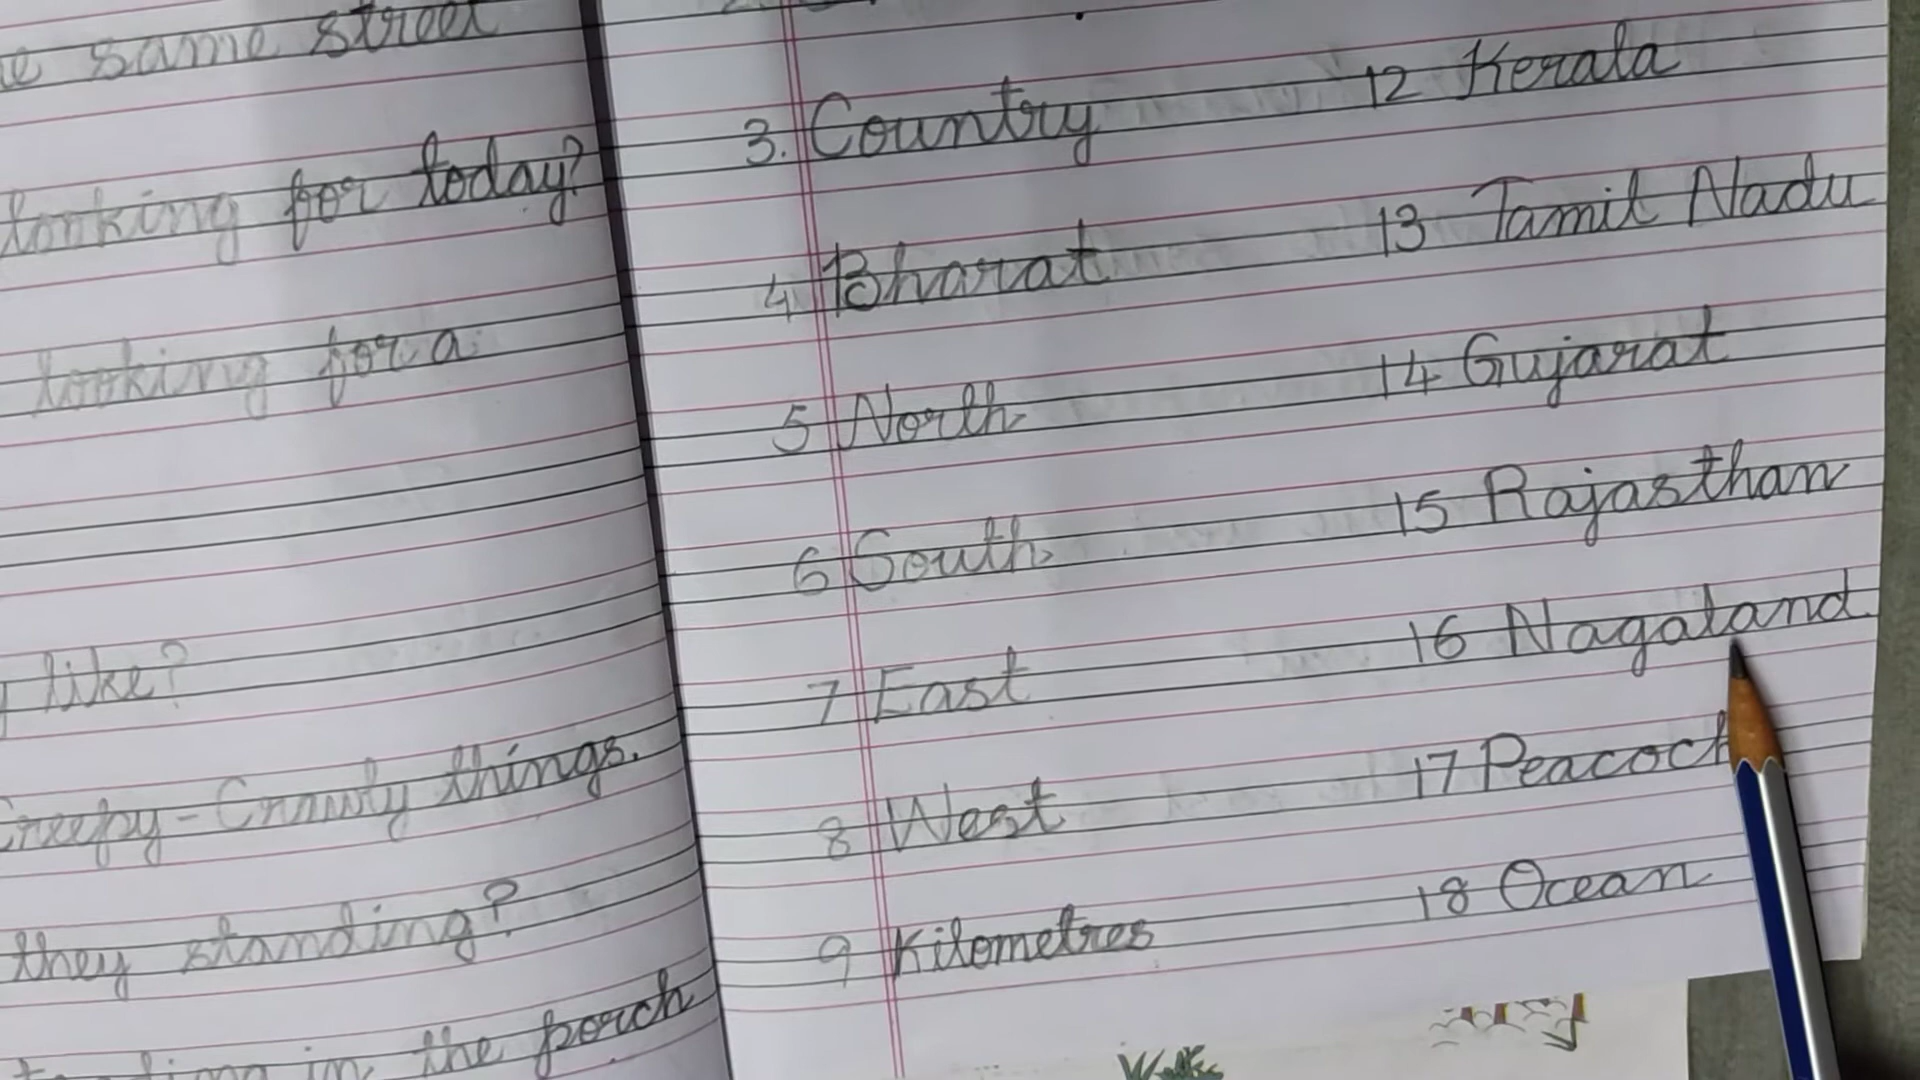 same street
looking for today?
looking for a
like?
Creepy-Crawly things.
they standing?
in the porch
3. Country
4 Bharat
5 North
6 South
7 East
8 West
9 Kilometres
12 Kerala
13 Tamil Nadu
14 Gujarat
15 Rajasthan
16 Nagaland
17 Peacock
18 Ocean